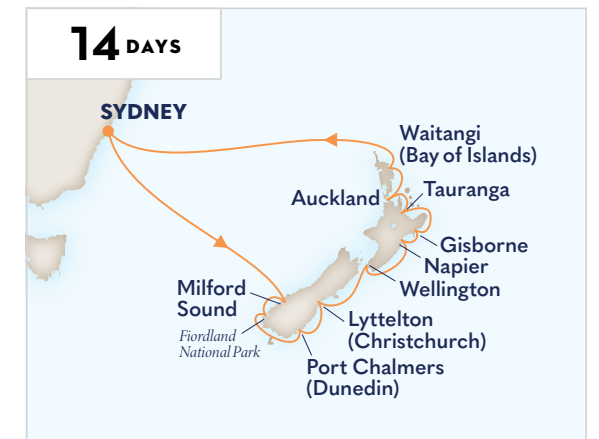 14 DAYS
SYDNEY
Waitangi
(Bay of Islands)
Auckland
Tauranga
Gisborne
Napier
Wellington
Milford
Sound
Fiordland
National Park
Lyttelton
(Christchurch)
Port Chalmers
(Dunedin)